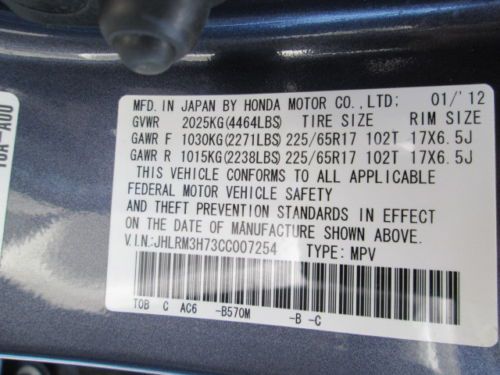 MFD. IN JAPAN BY HONDA MOTOR CO., LTD: 01/'12
GVWR 2025KG(4464LBS) TIRE SIZE RIM SIZE
GAWR F 1030KG(2271LBS) 225/65R17 102T 17X6.5J
GAWR R 1015KG(2238LBS) 225/65R17 102T 17X6.5J
THIS VEHICLE CONFORMS TO ALL APPLICABLE
FEDERAL MOTOR VEHICLE SAFETY
AND THEFT PREVENTION STANDARDS IN EFFECT
ON THE DATE OF MANUFACTURE SHOWN ABOVE.
V.I.N:JHLRM3H73CC007254 TYPE: MPV
TOB C AC6 -B570M -B -C